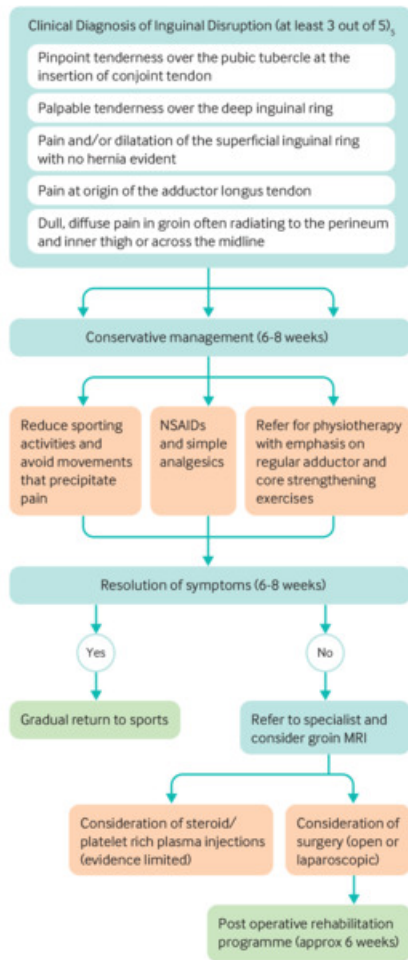 Clinical Diagnosis of Inguinal Disruption (at least 3 out of 5)5
Pinpoint tenderness over the pubic tubercle at the
insertion of conjoint tendon
Palpable tenderness over the deep inguinal ring
Pain and/or dilatation of the superficial inguinal ring
with no hernia evident
Pain at origin of the adductor longus tendon
Dull, diffuse pain in groin often radiating to the perineum
and inner thigh or across the midline
Conservative management (6-8 weeks)
Reduce sporting
activities and
avoid movements
that precipitate
pain
NSAIDs
and simple
analgesics
Refer for physiotherapy
with emphasis on
regular adductor and
core strengthening
exercises
Resolution of symptoms (6-8 weeks)
Yes
No
Gradual return to sports
Refer to specialist and
consider groin MRI
Consideration of steroid/
platelet rich plasma injections
(evidence limited)
Consideration of
surgery (open or
laparoscopic)
Post operative rehabilitation
programme (approx 6 weeks)